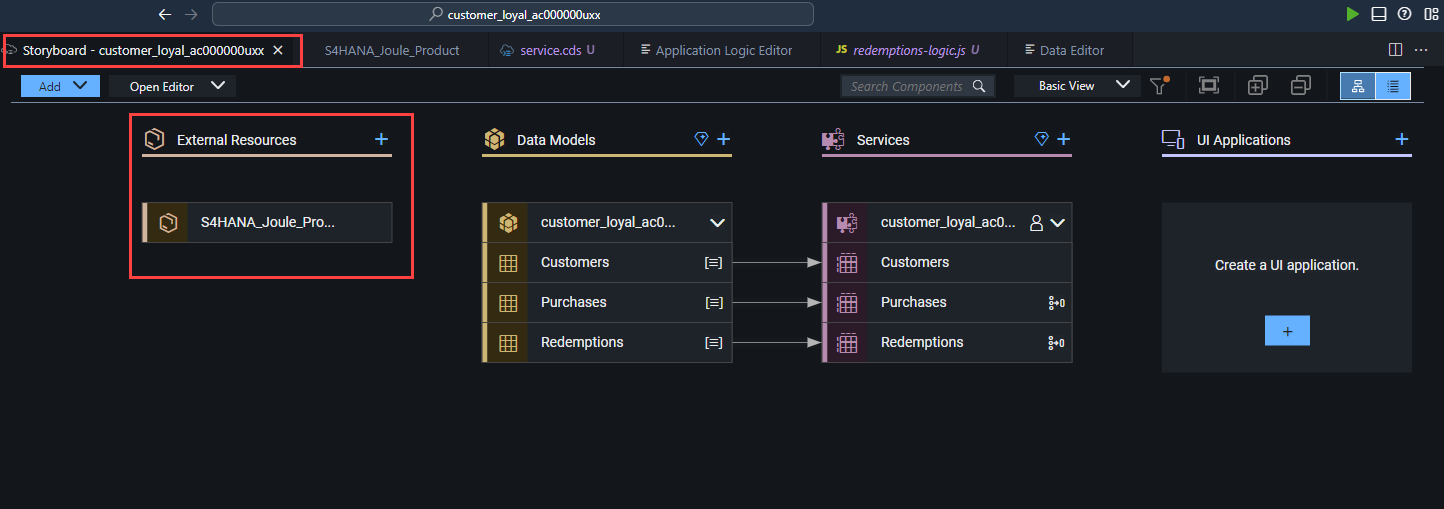 customer_loyal_ac000000uxx
Storyboard - customer_loyal_ac000000uxx
S4HANA_Joule_Product
service.cds U
Application Logic Editor
JS redemptions-logic.js U
Data Editor
Add
Open Editor
Search Components
Basic View
External Resources
Data Models
Services
UI Applications
S4HANA_Joule_Pro...
customer_loyal_ac0...
customer_loyal_ac0...
Customers
Customers
Create a UI application.
Purchases
Purchases
Redemptions
Redemptions